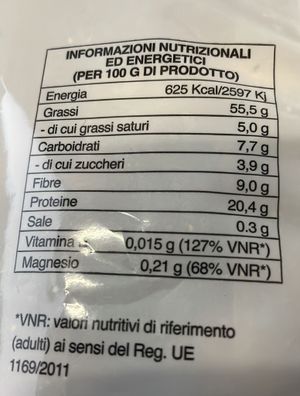 INFORMAZIONI NUTRIZIONALI
ED ENERGETICI
(PER 100 G DI PRODOTTO)
Energia 625 Kcal/2597 Kj
Grassi 55,5 g
- di cui grassi saturi 5,0 g
Carboidrati 7,7 g
- di cui zuccheri 3,9 g
Fibre 9,0 g
Proteine 20,4 g
Sale 0.3 g
Vitamina 0,015 g (127% VNR*)
Magnesio 0,21 g (68% VNR*)
*VNR: valori nutritivi di riferimento
(adulti) ai sensi del Reg. UE
1169/2011